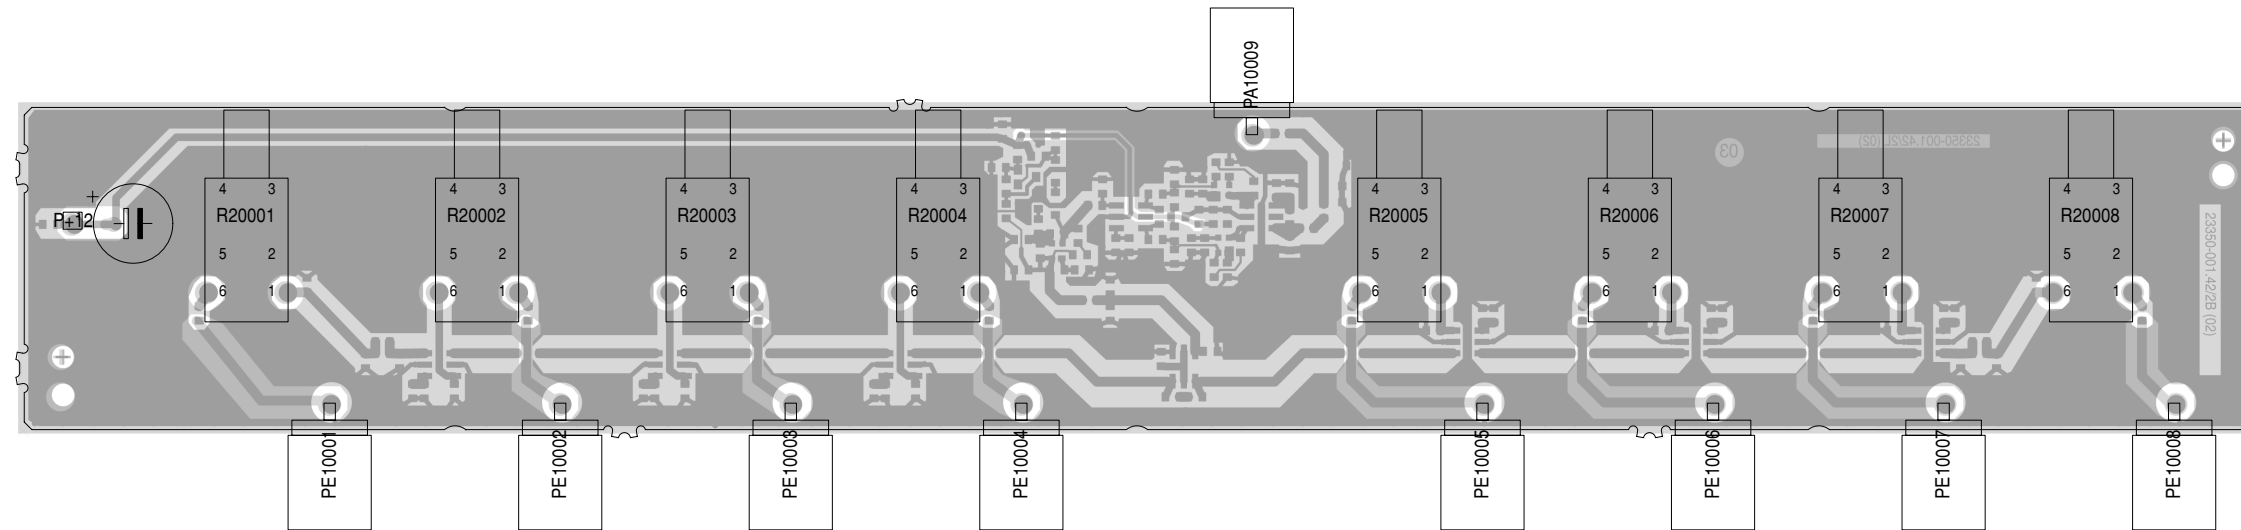 PA10009
23350-001.42/2L (02)
03
+
P+12
4 3
R20001
5 2
6 1
4 3
R20002
5 2
6 1
4 3
R20003
5 2
6 1
4 3
R20004
5 2
6 1
4 3
R20005
5 2
6 1
4 3
R20006
5 2
6 1
4 3
R20007
5 2
6 1
4 3
R20008
5 2
6 1
23350-001.42/2B (02)
PE10001
PE10002
PE10003
PE10004
PE10005
PE10006
PE10007
PE10008